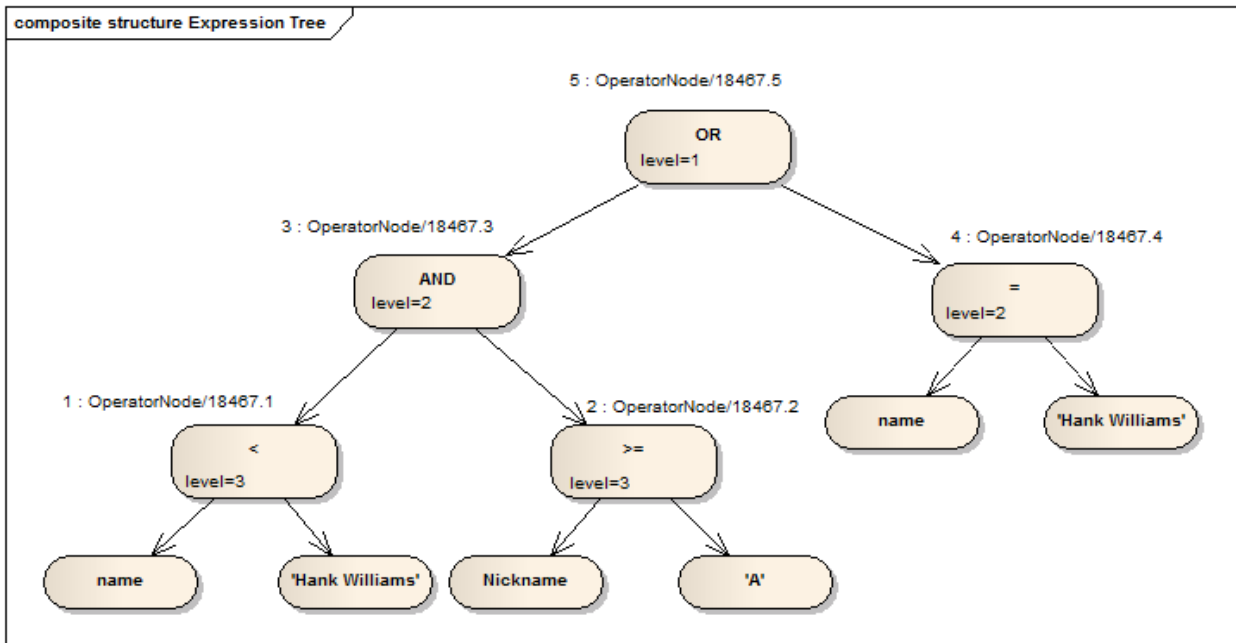 composite structure Expression Tree
5 : OperatorNode/18467.5
OR
level=1
3 : OperatorNode/18467.3
4 : OperatorNode/18467.4
AND
level=2
=
level=2
1 : OperatorNode/18467.1
2 : OperatorNode/18467.2
name
'Hank Williams'
<
level=3
>=
level=3
name
'Hank Williams'
Nickname
'A'